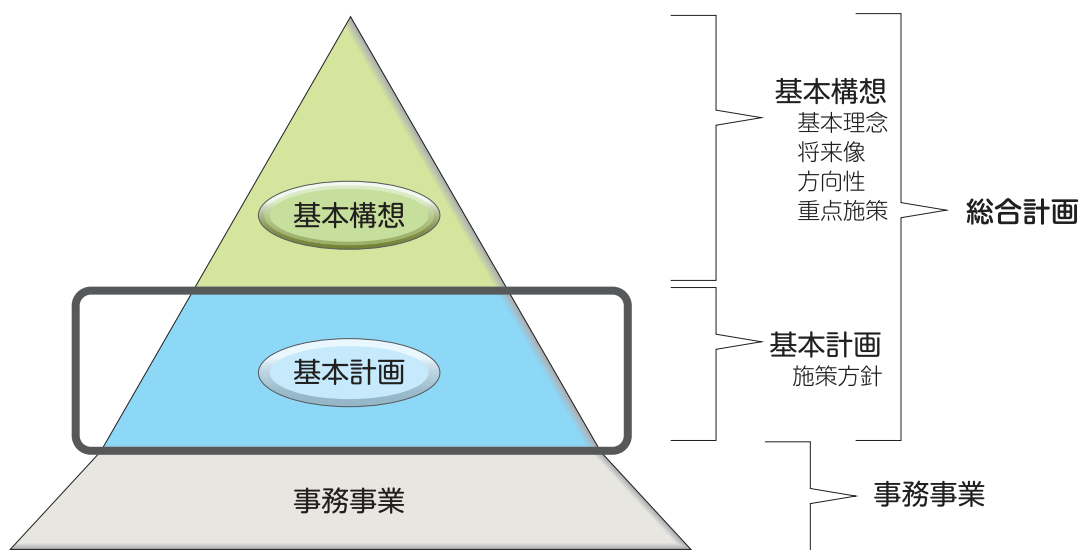 基本構想
基本計画
事務事業
基本構想
基本理念
将来像
方向性
重点施策
基本計画
施策方針
総合計画
事務事業